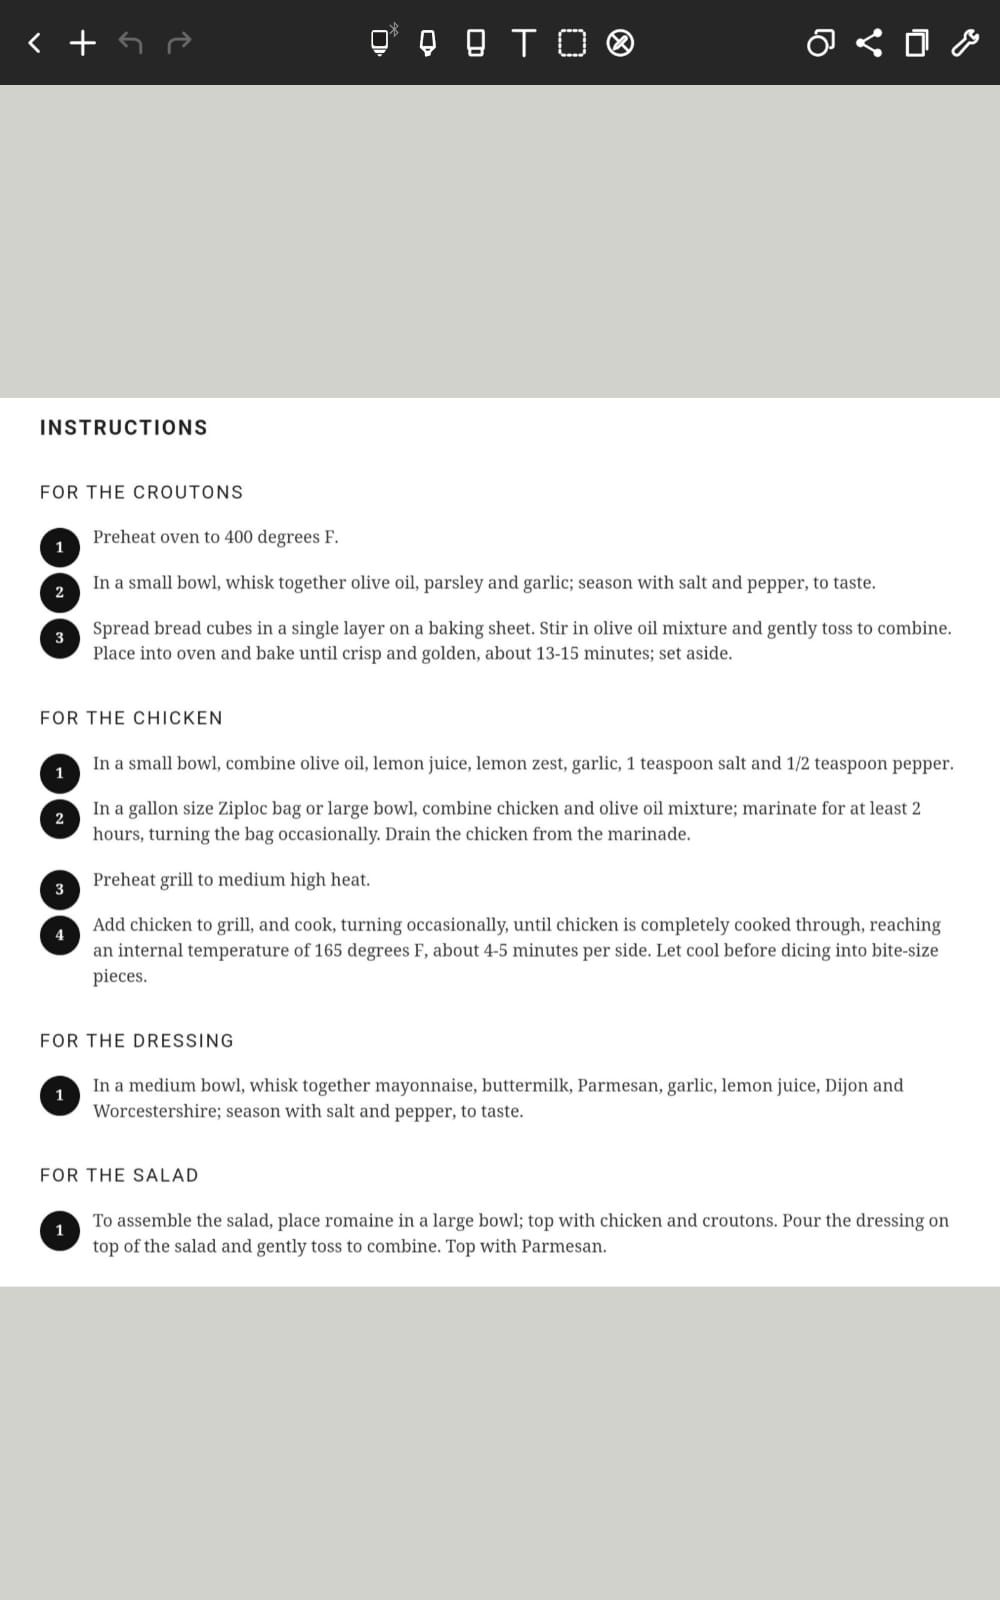 INSTRUCTIONS
FOR THE CROUTONS
1 Preheat oven to 400 degrees F.
2 In a small bowl, whisk together olive oil, parsley and garlic; season with salt and pepper, to taste.
3 Spread bread cubes in a single layer on a baking sheet. Stir in olive oil mixture and gently toss to combine.
Place into oven and bake until crisp and golden, about 13-15 minutes; set aside.
FOR THE CHICKEN
1 In a small bowl, combine olive oil, lemon juice, lemon zest, garlic, 1 teaspoon salt and 1/2 teaspoon pepper.
2 In a gallon size Ziploc bag or large bowl, combine chicken and olive oil mixture; marinate for at least 2
hours, turning the bag occasionally. Drain the chicken from the marinade.
3 Preheat grill to medium high heat.
4 Add chicken to grill, and cook, turning occasionally, until chicken is completely cooked through, reaching
an internal temperature of 165 degrees F, about 4-5 minutes per side. Let cool before dicing into bite-size
pieces.
FOR THE DRESSING
1 In a medium bowl, whisk together mayonnaise, buttermilk, Parmesan, garlic, lemon juice, Dijon and
Worcestershire; season with salt and pepper, to taste.
FOR THE SALAD
1 To assemble the salad, place romaine in a large bowl; top with chicken and croutons. Pour the dressing on
top of the salad and gently toss to combine. Top with Parmesan.